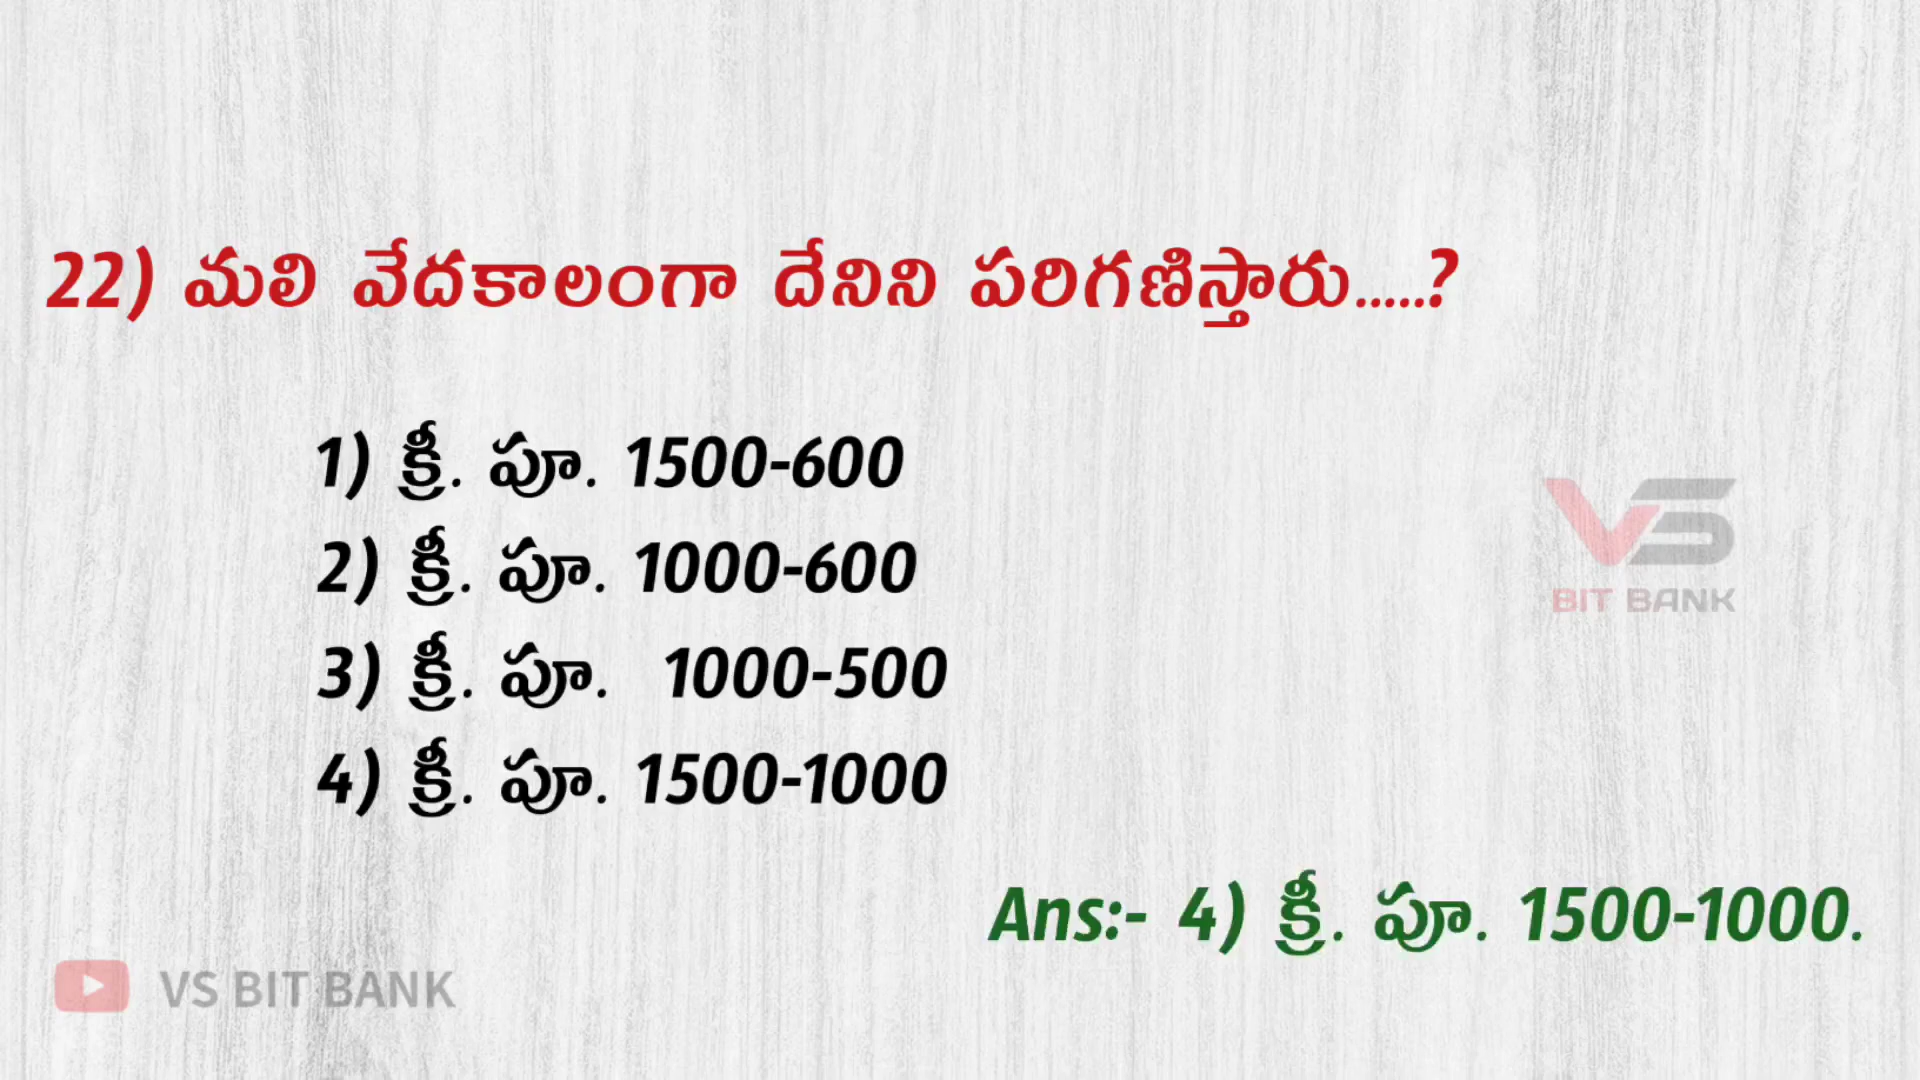 22) మలి వేదకాలంగా దేనిని పరిగణిస్తారు.....?
1) క్రీ. పూ. 1500-600
2) క్రీ. పూ. 1000-600
3) క్రీ. పూ. 1000-500
4) క్రీ. పూ. 1500-1000
VS
BIT BANK
Ans:- 4) క్రీ. పూ. 1500-1000.
VS BIT BANK